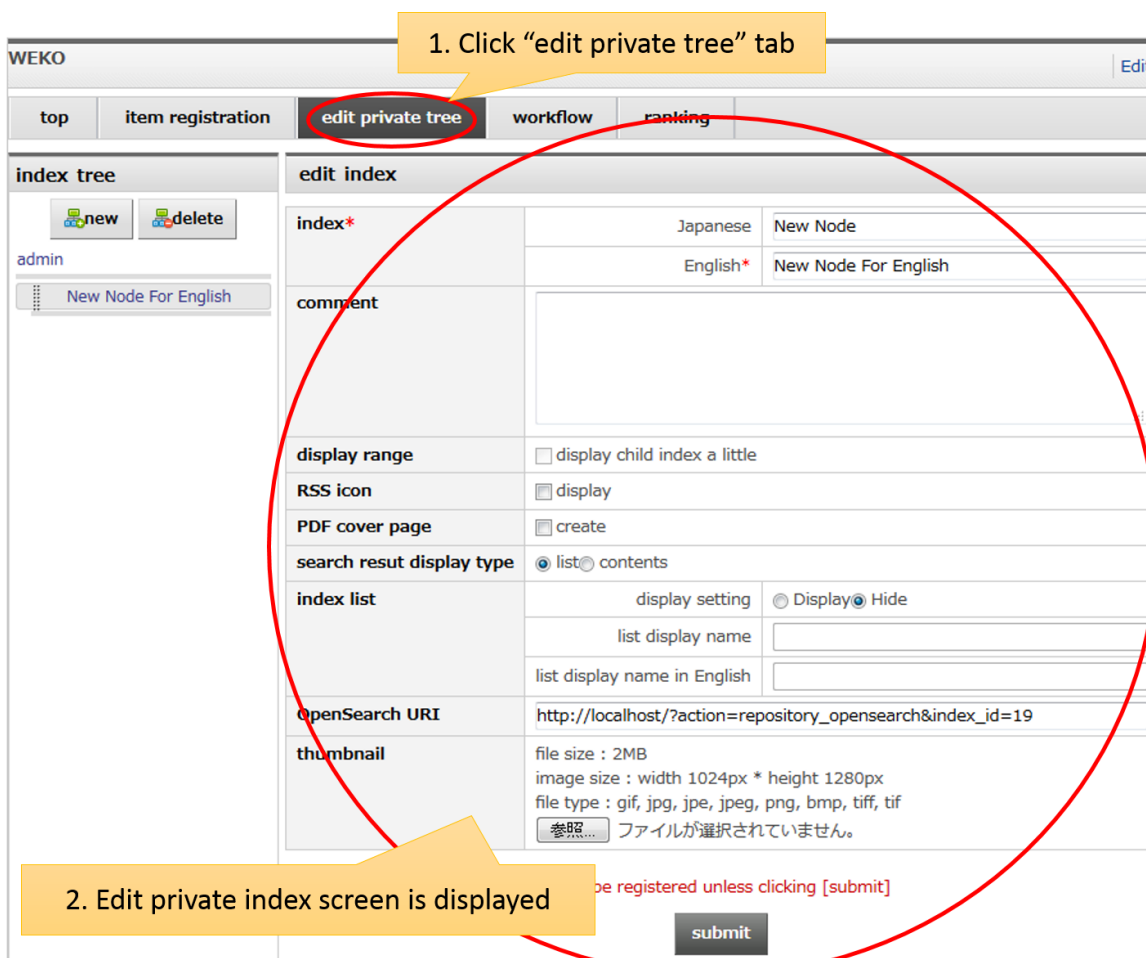 1. Click “edit private tree” tab
WEKO
top item registration edit private tree workflow ranking
index tree
new delete
admin
New Node For English
edit index
index* Japanese New Node
English* New Node For English
comment
display range display child index a little
RSS icon display
PDF cover page create
search resut display type list contents
index list display setting Display Hide
list display name
list display name in English
OpenSearch URI http://localhost/?action=repository_opensearch&index_id=19
thumbnail file size : 2MB
image size : width 1024px * height 1280px
file type : gif, jpg, jpe, jpeg, png, bmp, tiff, tif
参照... ファイルが選択されていません。
2. Edit private index screen is displayed
be registered unless clicking [submit]
submit